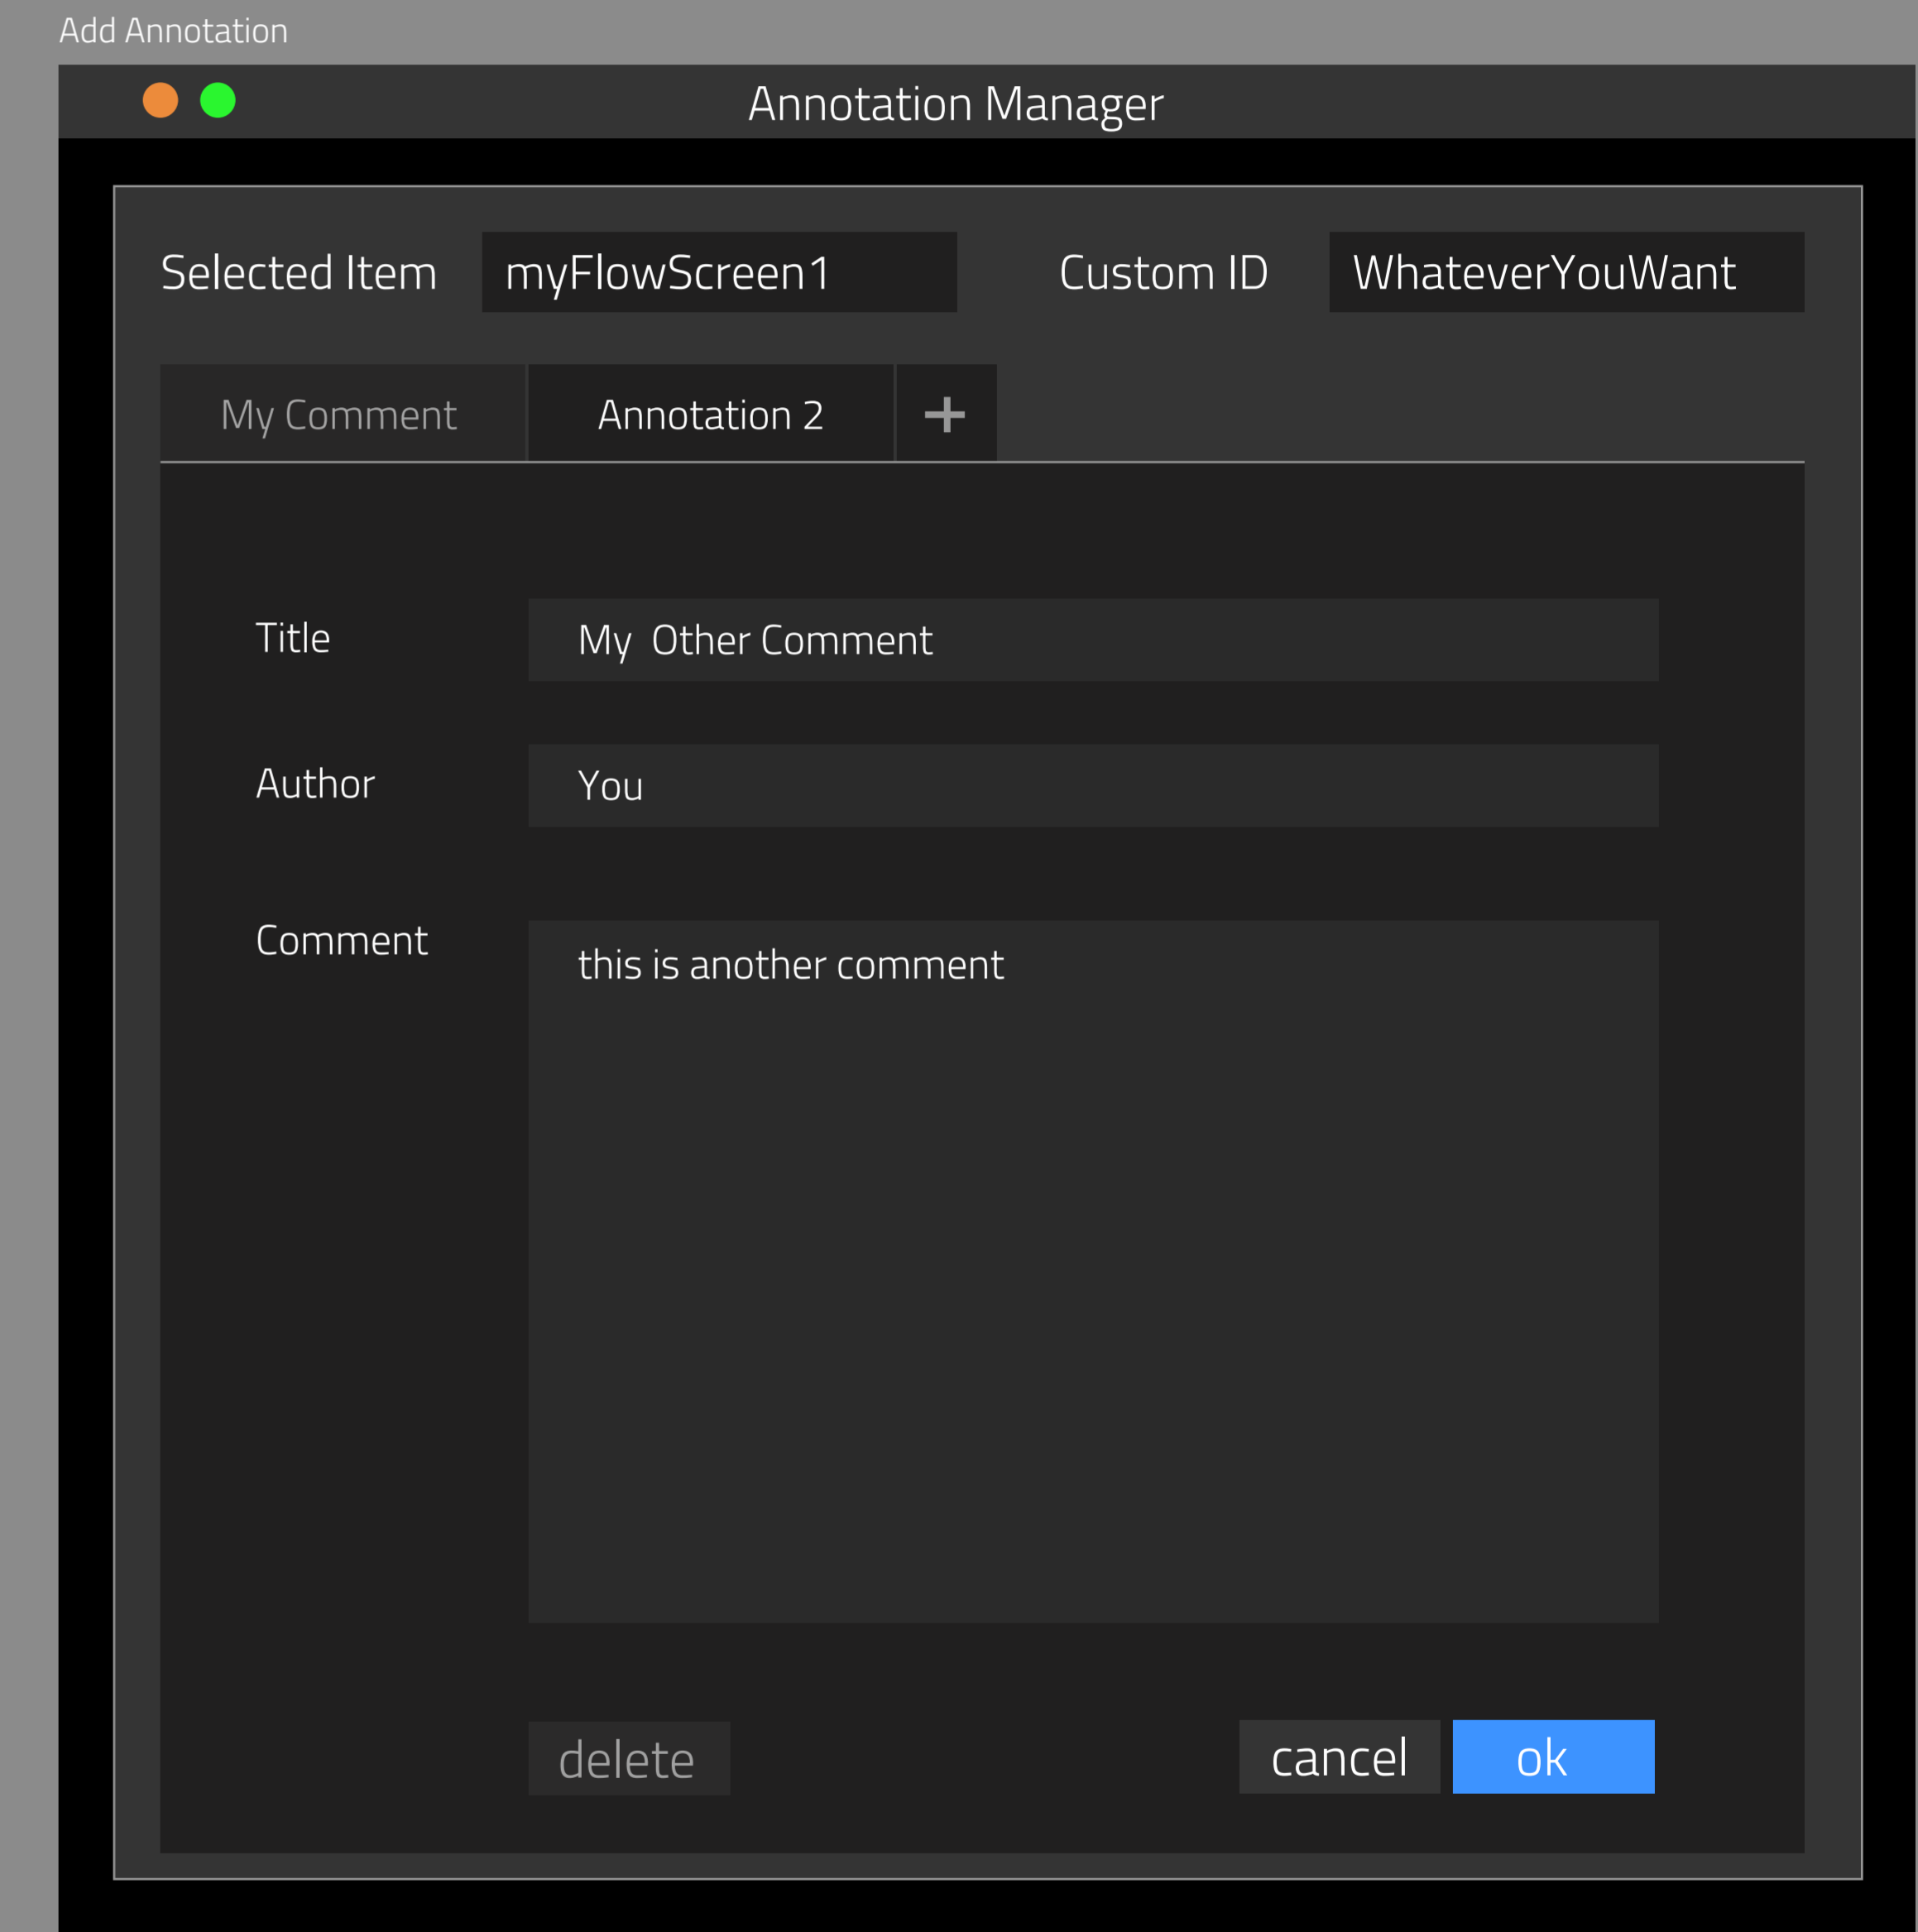 Add Annotation
Annotation Manager
Selected Item myFlowScreen1 Custom ID WhateverYouWant
My Comment Annotation 2 +
Title My Other Comment
Author You
Comment this is another comment
delete cancel ok